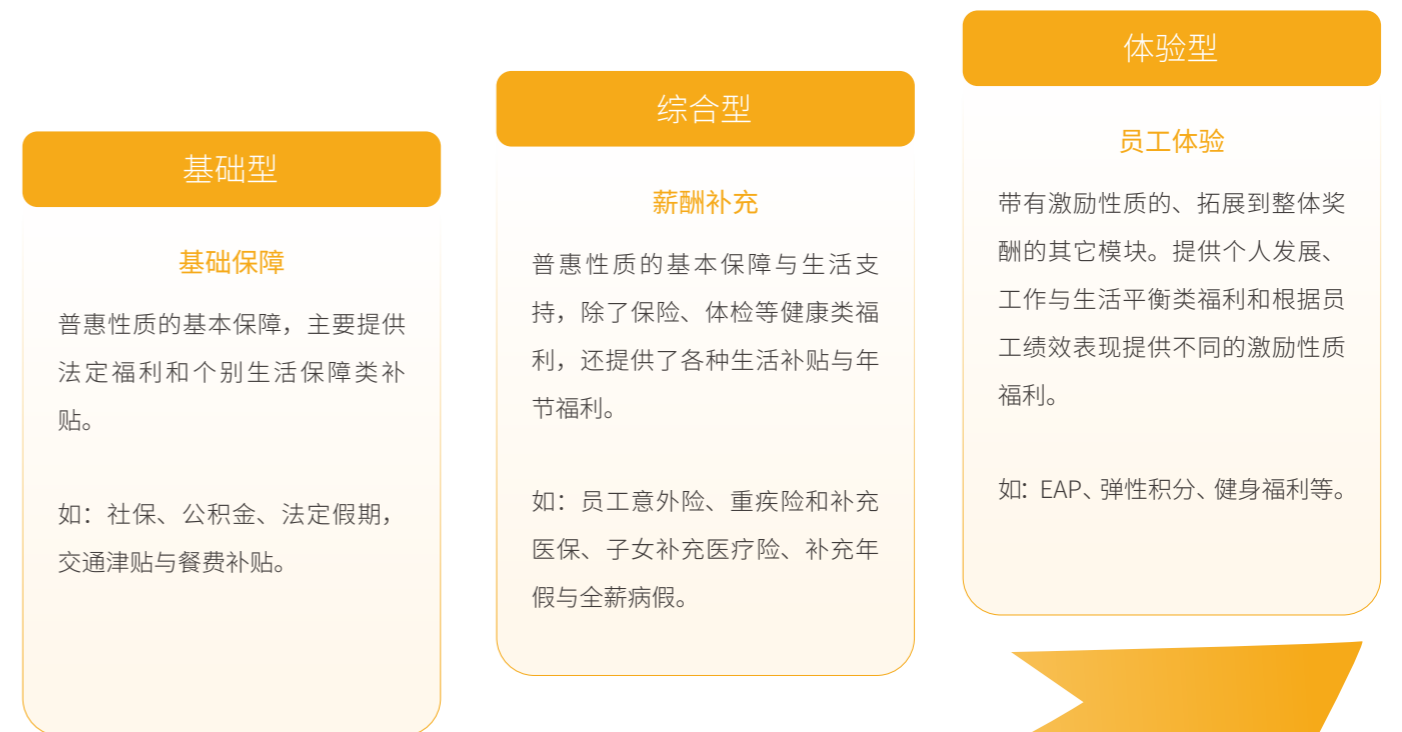 基础型
基础保障
普惠性质的基本保障，主要提供
法定福利和个别生活保障类补
贴。
如：社保、公积金、法定假期，
交通津贴与餐费补贴。
综合型
薪酬补充
普惠性质的基本保障与生活支
持，除了保险、体检等健康类福
利，还提供了各种生活补贴与年
节福利。
如：员工意外险、重疾险和补充
医保、子女补充医疗险、补充年
假与全薪病假。
体验型
员工体验
带有激励性质的、拓展到整体奖
酬的其它模块。提供个人发展、
工作与生活平衡类福利和根据员
工绩效表现提供不同的激励性质
福利。
如：EAP、弹性积分、健身福利等。